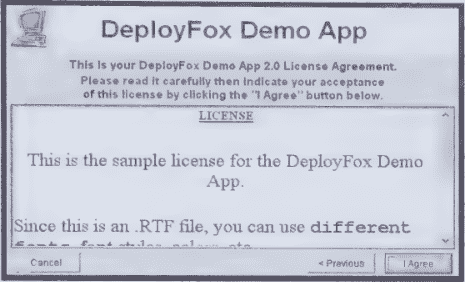 DeployFox Demo App
This is your DeployFox Demo App 2.0 License Agreement.
Please read it carefully then indicate your acceptance
of this license by clicking the "I Agree" button below.
LICENSE
This is the sample license for the DeployFox Demo
App.
Since this is an .RTF file, you can use different
Cancel
< Previous
I Agree